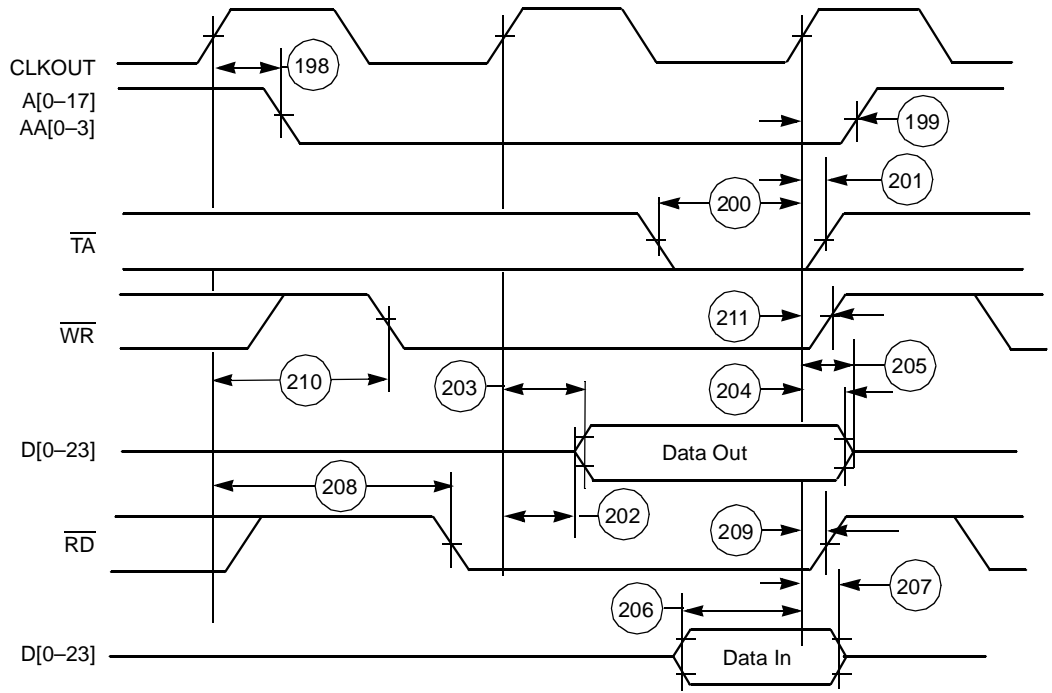 CLKOUT
198
A[0–17]
AA[0–3]
199
201
200
TA
211
WR
210
203
204
205
D[0–23]
Data Out
208
202
209
RD
206
207
D[0–23]
Data In